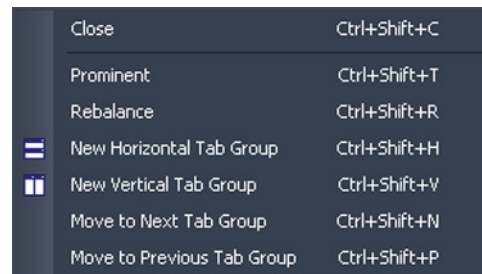 Close Ctrl+Shift+C
Prominent Ctrl+Shift+T
Rebalance Ctrl+Shift+R
New Horizontal Tab Group Ctrl+Shift+H
New Vertical Tab Group Ctrl+Shift+V
Move to Next Tab Group Ctrl+Shift+N
Move to Previous Tab Group Ctrl+Shift+P